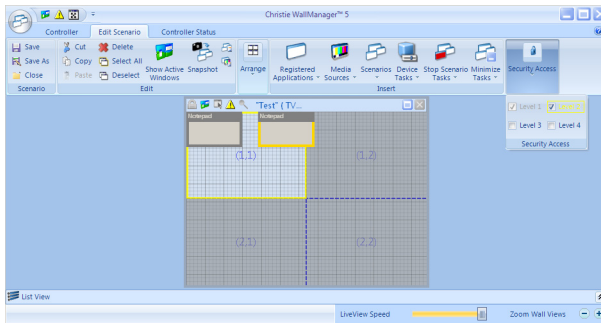 Christie WallManager™ 5
Controller Edit Scenario Controller Status
Save Cut Delete
Save As Copy Select All
Close Paste Deselect
Show Active Windows
Snapshot
Arrange
Registered Applications
Media Sources
Scenarios
Device Tasks
Stop Scenario Tasks
Minimize Tasks
Security Access
Scenario Edit Insert
"Test" ( TV...
Notepad Notepad
(1,1) (1,2)
(2,1) (2,2)
Level 1
Level 3 Level 4
Security Access
List View
LiveView Speed Zoom Wall Views